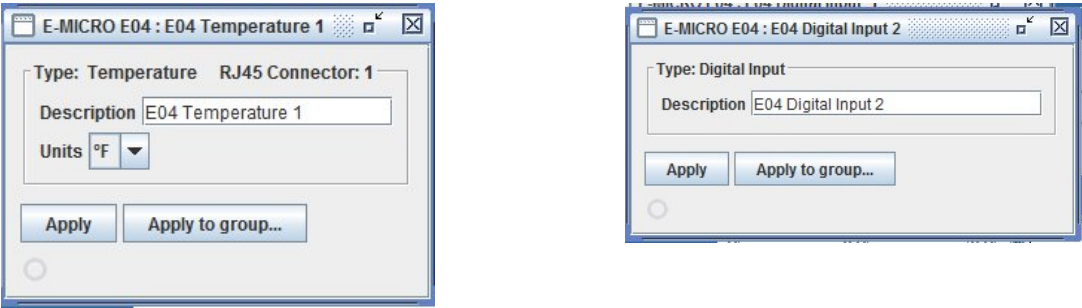 E-MICRO E04 : E04 Temperature 1
Type: Temperature RJ45 Connector: 1
Description E04 Temperature 1
Units °F
Apply Apply to group...
E-MICRO E04 : E04 Digital Input 2
Type: Digital Input
Description E04 Digital Input 2
Apply Apply to group...